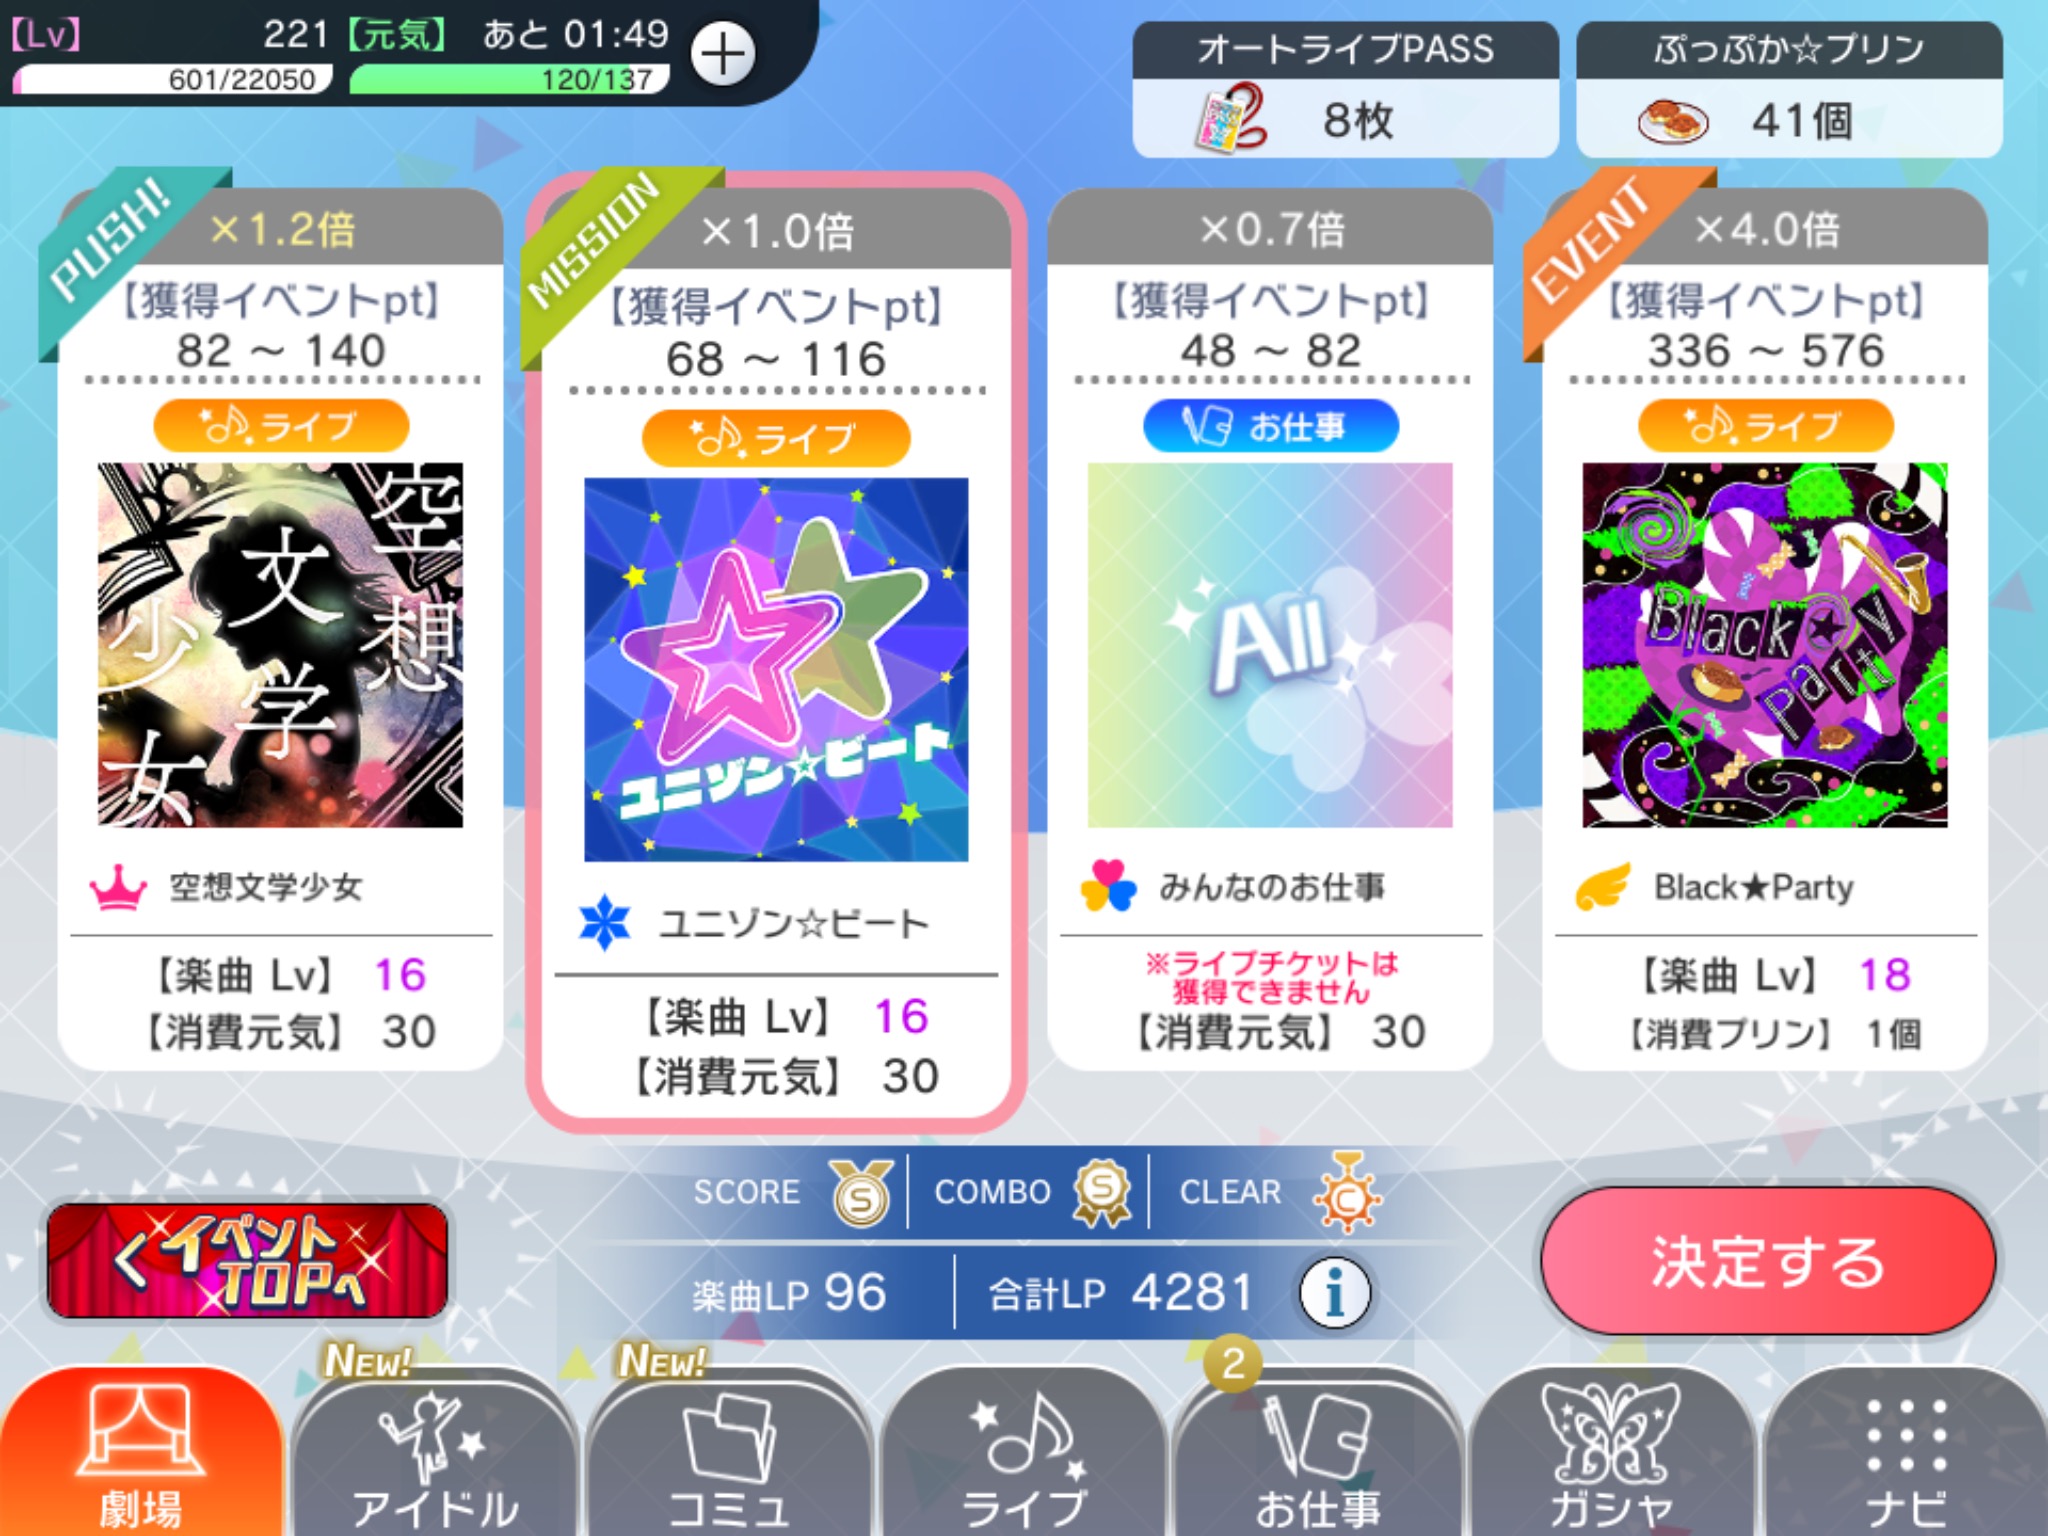 【Lv】 221
601/22050
【元気】 あと 01:49
120/137
オートライブPASS
8枚
ぷっぷか☆プリン
41個
PUSH!
×1.2倍
【獲得イベントpt】
82 ～ 140
ライブ
空想文学少女
空想文学少女
【楽曲 Lv】 16
【消費元気】 30
MISSION
×1.0倍
【獲得イベントpt】
68 ～ 116
ライブ
ユニゾン☆ビート
ユニゾン☆ビート
【楽曲 Lv】 16
【消費元気】 30
×0.7倍
【獲得イベントpt】
48 ～ 82
お仕事
All
みんなのお仕事
※ライブチケットは
獲得できません
【消費元気】 30
EVENT
×4.0倍
【獲得イベントpt】
336 ～ 576
ライブ
Black★
Party
Black★Party
【楽曲 Lv】 18
【消費プリン】 1個
SCORE S COMBO S CLEAR C
楽曲LP 96 合計LP 4281 i
イベント
TOPへ
決定する
劇場
NEW!
アイドル
NEW!
コミュ
ライブ
2
お仕事
ガシャ
ナビ